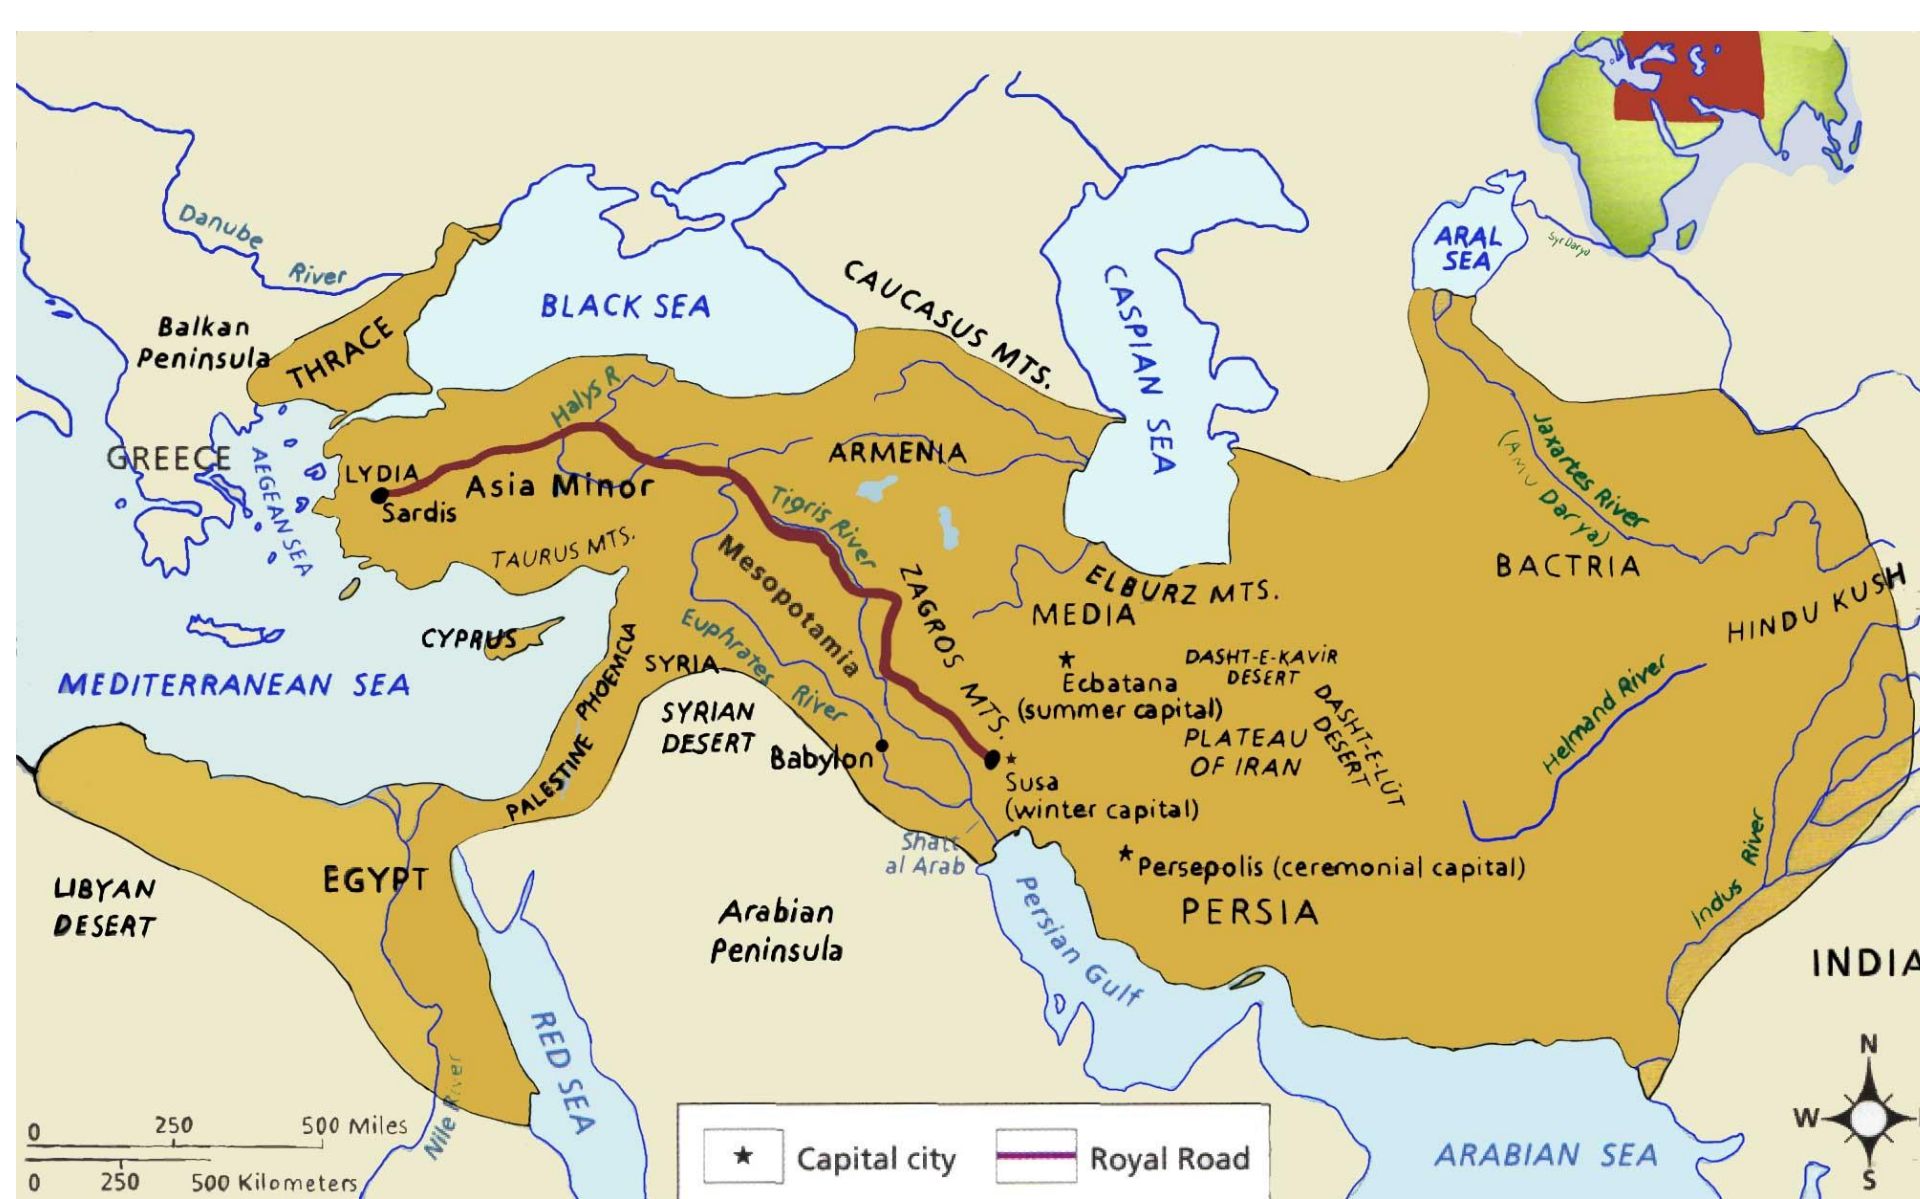 ARAL
SEA
Syr Darya
Danube
River
BLACK SEA
CAUCASUS MTS.
CASPIAN SEA
Balkan
Peninsula
THRACE
Halys R
GREECE
AEGEAN SEA
LYDIA
Sardis
Asia Minor
ARMENIA
Tigris River
Jaxartes River
(AMU Darya)
TAURUS MTS.
Mesopotamia
ZAGROS MTS.
ELBURZ MTS.
MEDIA
BACTRIA
HINDU KUSH
CYPRUS
PHOEMCIA
SYRIA
Euphrates River
MEDITERRANEAN SEA
Ecbatana
(summer capital)
DASHT-E-KAVIR
DESERT
DASHT-E-LÜT
DESERT
Helmand River
SYRIAN
DESERT
PALESTINE
Babylon
PLATEAU
OF IRAN
Susa
(winter capital)
Shatt
al Arab
Persepolis (ceremonial capital)
PERSIA
Indus River
LIBYAN
DESERT
EGYPT
Arabian
Peninsula
Persian Gulf
INDIA
RED SEA
Nile River
ARABIAN SEA
0 250 500 Miles
0 250 500 Kilometers
Capital city
Royal Road
N
W
S